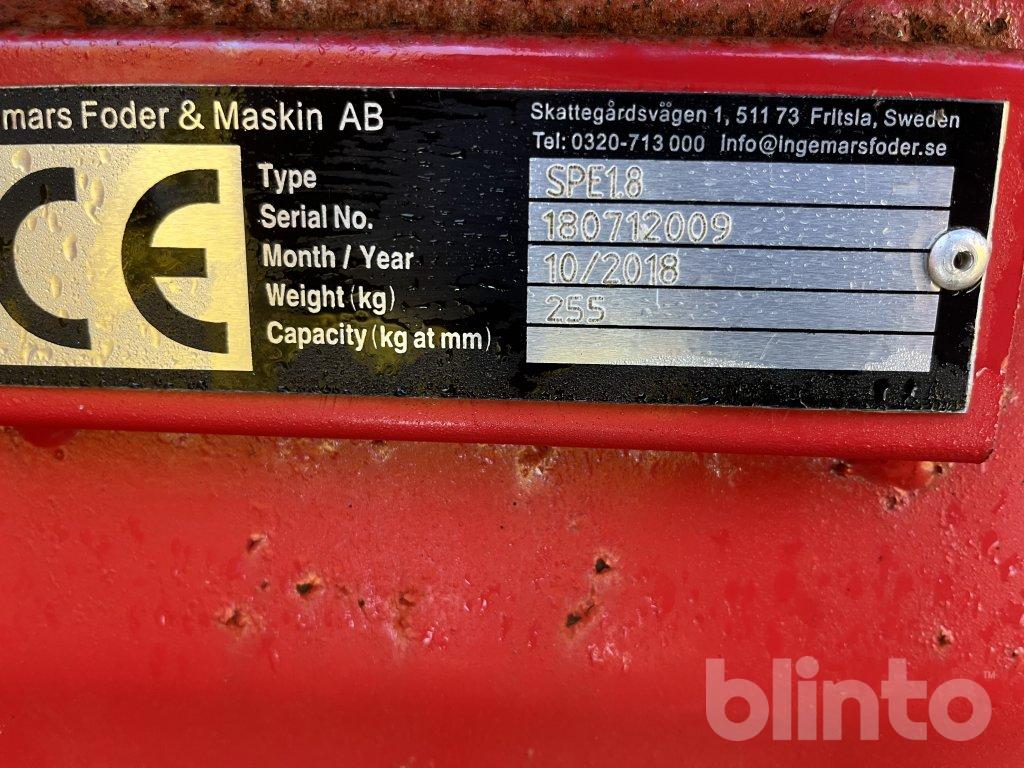 mars Foder & Maskin AB
Skattegårdsvägen 1, 511 73 Fritsla, Sweden
Tel: 0320-713 000 Info@ingemarsfoder.se
CE
Type SPE1.8
Serial No. 180712009
Month / Year 10/2018
Weight (kg) 255
Capacity (kg at mm)
blinto™